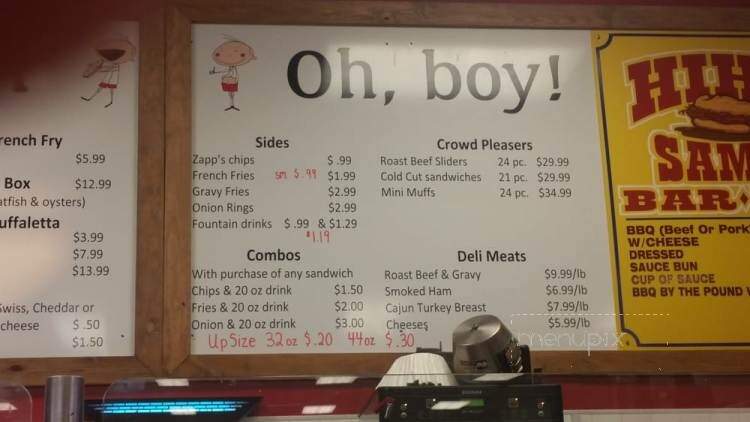 rench Fry
$5.99
Box $12.99
atfish & oysters)
uffaletta
$3.99
$7.99
$13.99
Swiss, Cheddar or
cheese $ .50
$1.50
Oh, boy!
Sides
Zapp's chips $ .99
French Fries sm $.99 $1.99
Gravy Fries $2.99
Onion Rings $2.99
Fountain drinks $ .99 & $1.29
$1.19
Combos
With purchase of any sandwich
Chips & 20 oz drink $1.50
Fries & 20 oz drink $2.00
Onion & 20 oz drink $3.00
UpSize 32oz $.20 44oz $.30
Crowd Pleasers
Roast Beef Sliders 24 pc. $29.99
Cold Cut sandwiches 21 pc. $29.99
Mini Muffs 24 pc. $34.99
Deli Meats
Roast Beef & Gravy $9.99/lb
Smoked Ham $6.99/lb
Cajun Turkey Breast $7.99/lb
Cheeses $5.99/lb
SAM
BAR
BBQ (Beef Or Pork
W/CHEESE
DRESSED
SAUCE BUN
CUP OF SAUCE
BBQ BY THE POUND
menupix